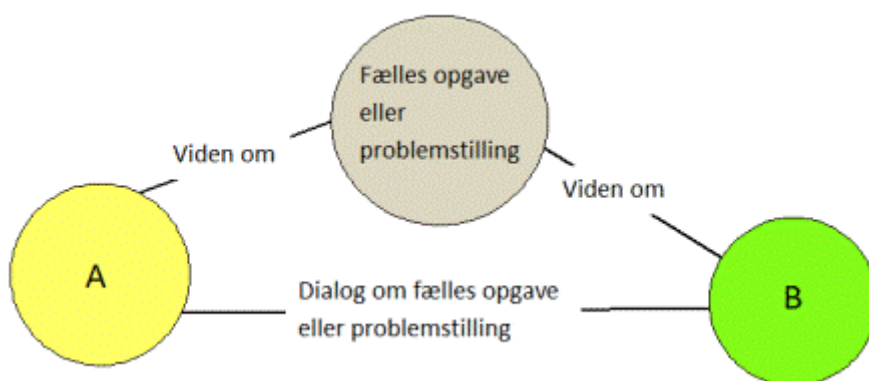 Fælles opgave
eller
problemstilling
Viden om
Viden om
A
B
Dialog om fælles opgave
eller problemstilling